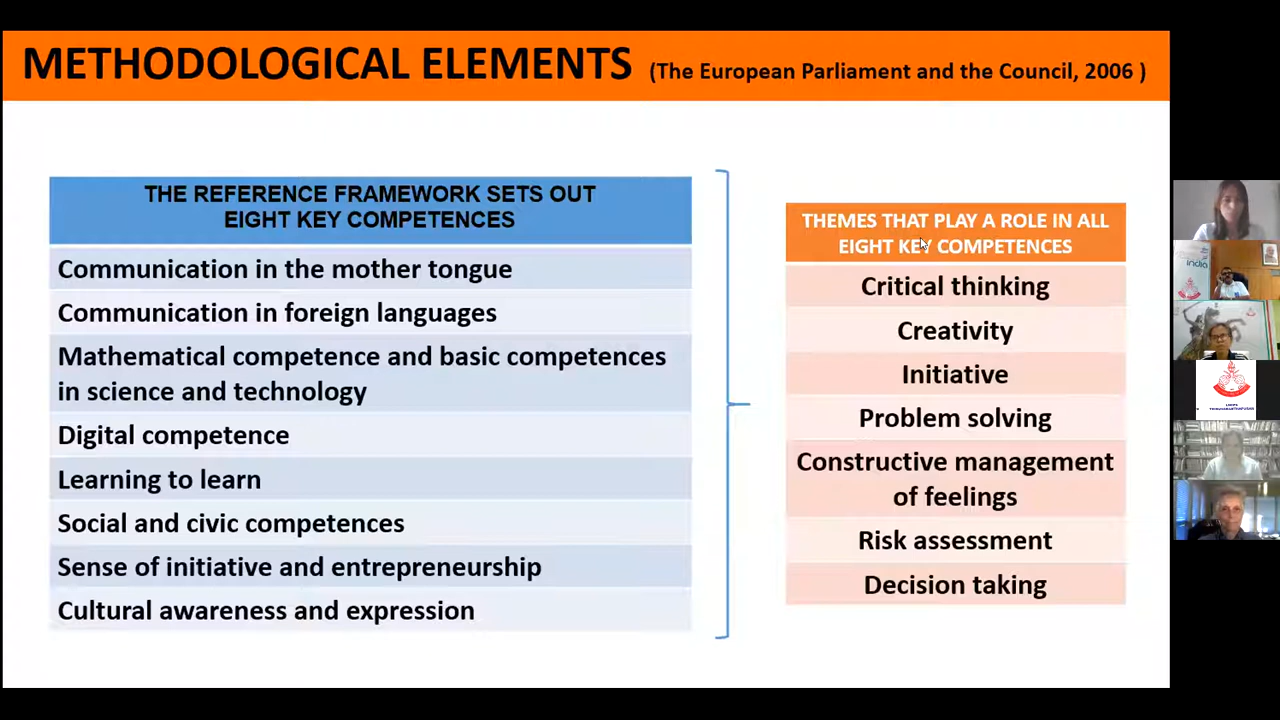 METHODOLOGICAL ELEMENTS (The European Parliament and the Council, 2006 )
THE REFERENCE FRAMEWORK SETS OUT
EIGHT KEY COMPETENCES
Communication in the mother tongue
Communication in foreign languages
Mathematical competence and basic competences
in science and technology
Digital competence
Learning to learn
Social and civic competences
Sense of initiative and entrepreneurship
Cultural awareness and expression
THEMES THAT PLAY A ROLE IN ALL
EIGHT KEY COMPETENCES
Critical thinking
Creativity
Initiative
Problem solving
Constructive management
of feelings
Risk assessment
Decision taking
india